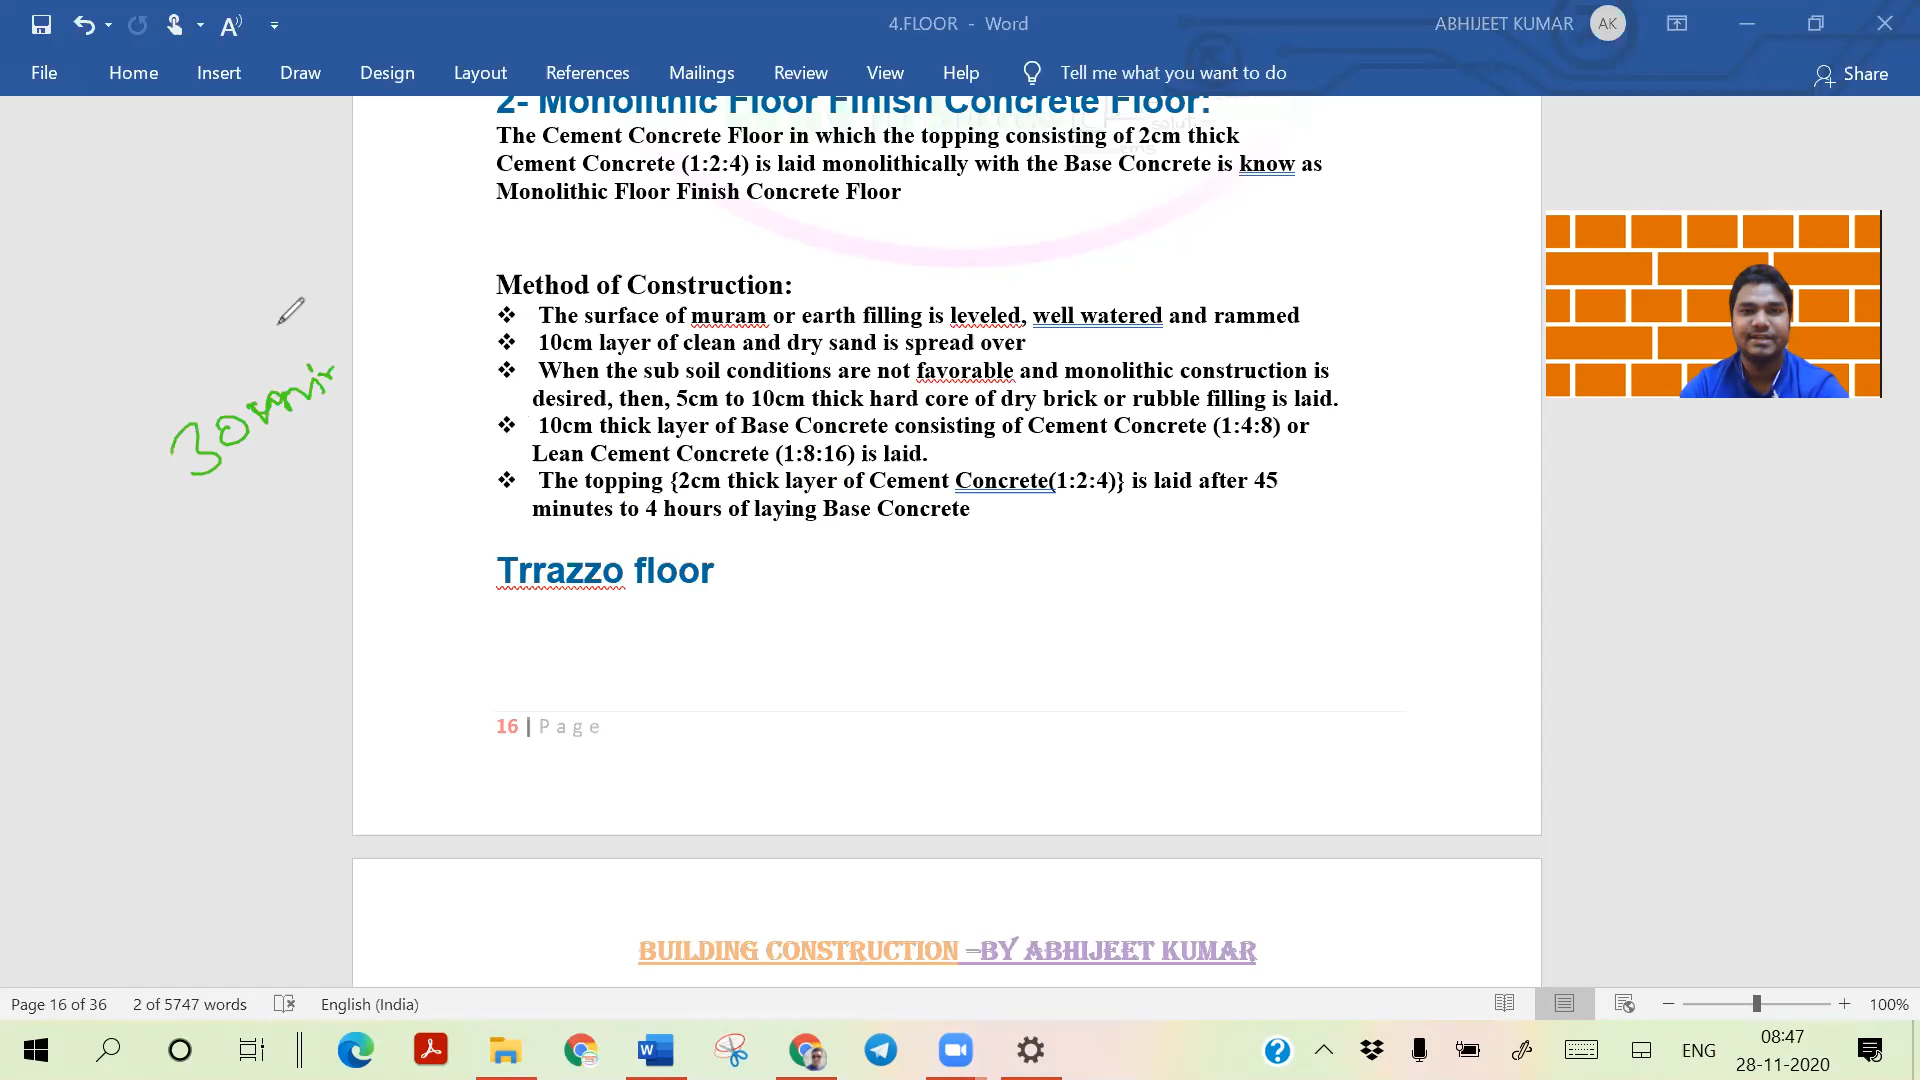 4.FLOOR - Word
ABHIJEET KUMAR
AK
File
Home
Insert
Draw
Design
Layout
References
Mailings
Review
View
Help
Tell me what you want to do
Share
2- Monolithic Floor Finish Concrete Floor:
The Cement Concrete Floor in which the topping consisting of 2cm thick
Cement Concrete (1:2:4) is laid monolithically with the Base Concrete is know as
Monolithic Floor Finish Concrete Floor
Method of Construction:
❖ The surface of muram or earth filling is leveled, well watered and rammed
❖ 10cm layer of clean and dry sand is spread over
❖ When the sub soil conditions are not favorable and monolithic construction is
desired, then, 5cm to 10cm thick hard core of dry brick or rubble filling is laid.
❖ 10cm thick layer of Base Concrete consisting of Cement Concrete (1:4:8) or
Lean Cement Concrete (1:8:16) is laid.
❖ The topping {2cm thick layer of Cement Concrete(1:2:4)} is laid after 45
minutes to 4 hours of laying Base Concrete
30
Trrazzo floor
16 | Page
BUILDING CONSTRUCTION –BY ABHIJEET KUMAR
Page 16 of 36
2 of 5747 words
English (India)
100%
ENG
08:47
28-11-2020